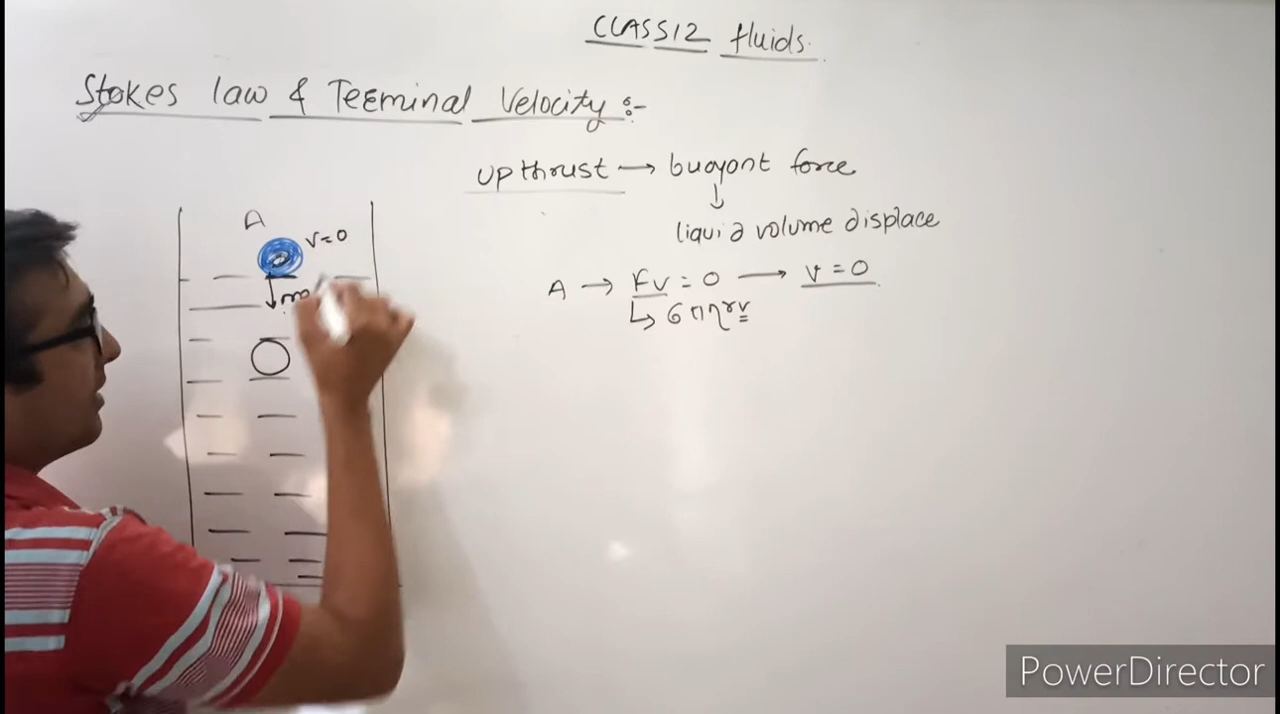 CLASS12 fluids.
Stokes law & Terminal Velocity :-
upthrust → buoyant force
↓
liquid volume displace
A
v=0
A → Fv = 0 → v = 0
↳ 6πηrv
PowerDirector